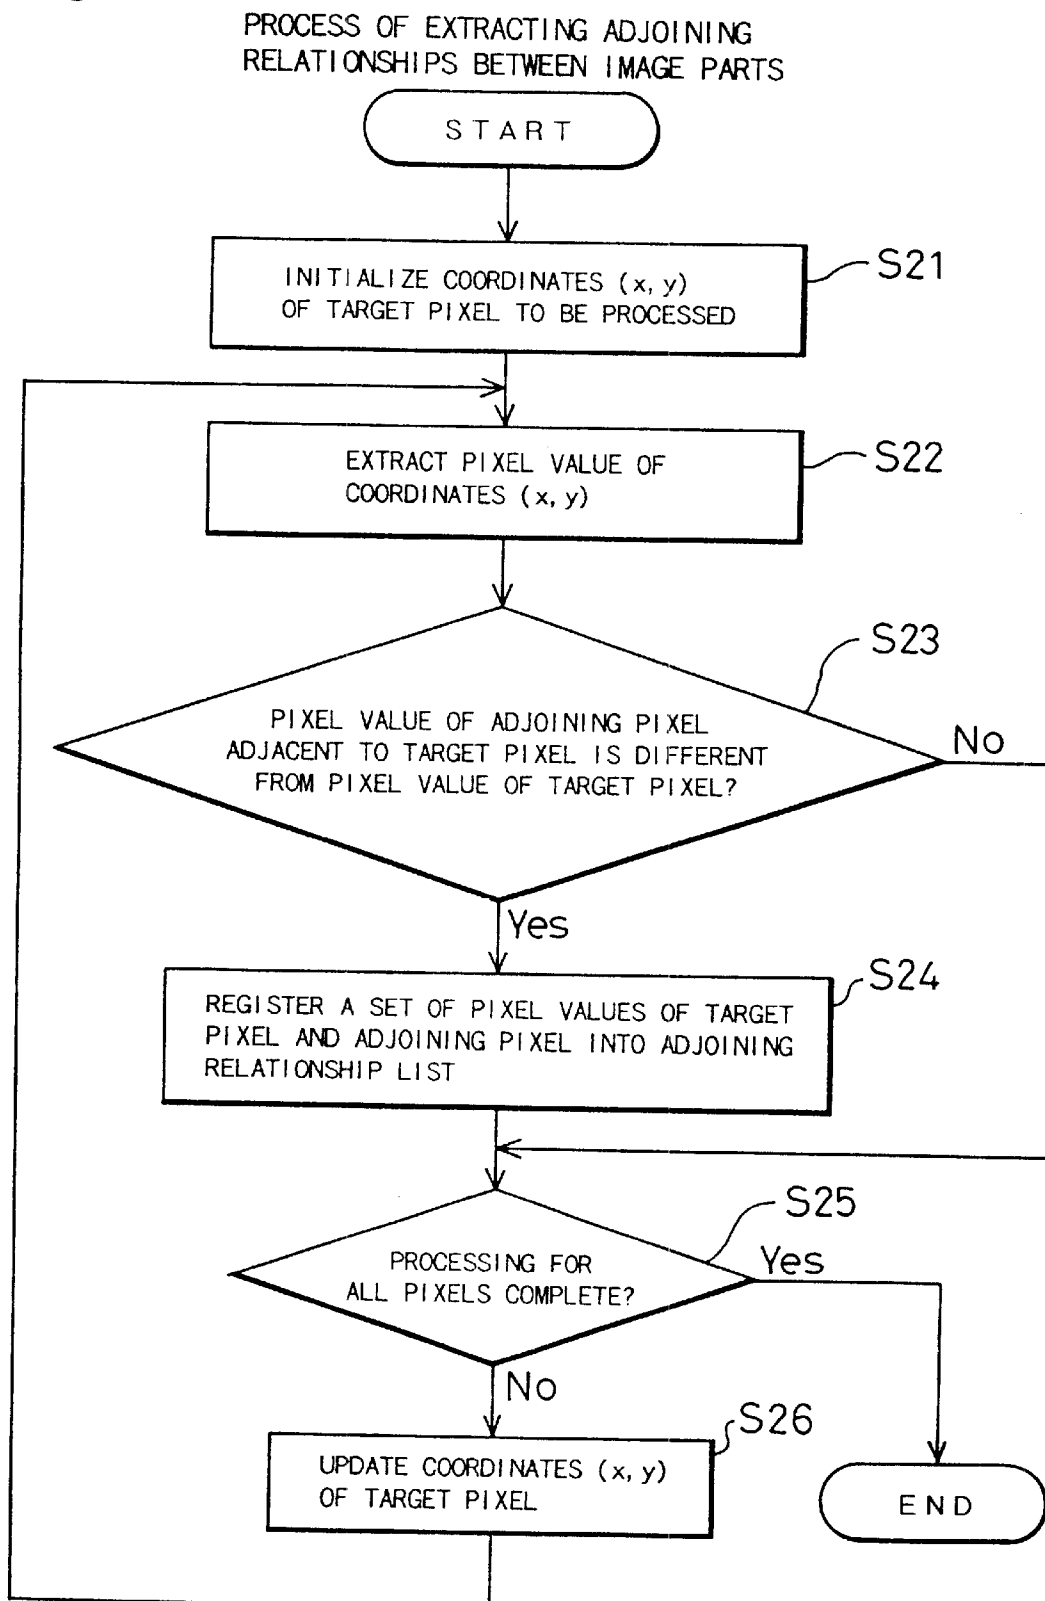 PROCESS OF EXTRACTING ADJOINING
RELATIONSHIPS BETWEEN IMAGE PARTS
START
S21
INITIALIZE COORDINATES (x, y)
OF TARGET PIXEL TO BE PROCESSED
S22
EXTRACT PIXEL VALUE OF
COORDINATES (x, y)
S23
PIXEL VALUE OF ADJOINING PIXEL
ADJACENT TO TARGET PIXEL IS DIFFERENT
FROM PIXEL VALUE OF TARGET PIXEL?
No
Yes
S24
REGISTER A SET OF PIXEL VALUES OF TARGET
PIXEL AND ADJOINING PIXEL INTO ADJOINING
RELATIONSHIP LIST
S25
PROCESSING FOR
ALL PIXELS COMPLETE?
Yes
No
S26
UPDATE COORDINATES (x, y)
OF TARGET PIXEL
END